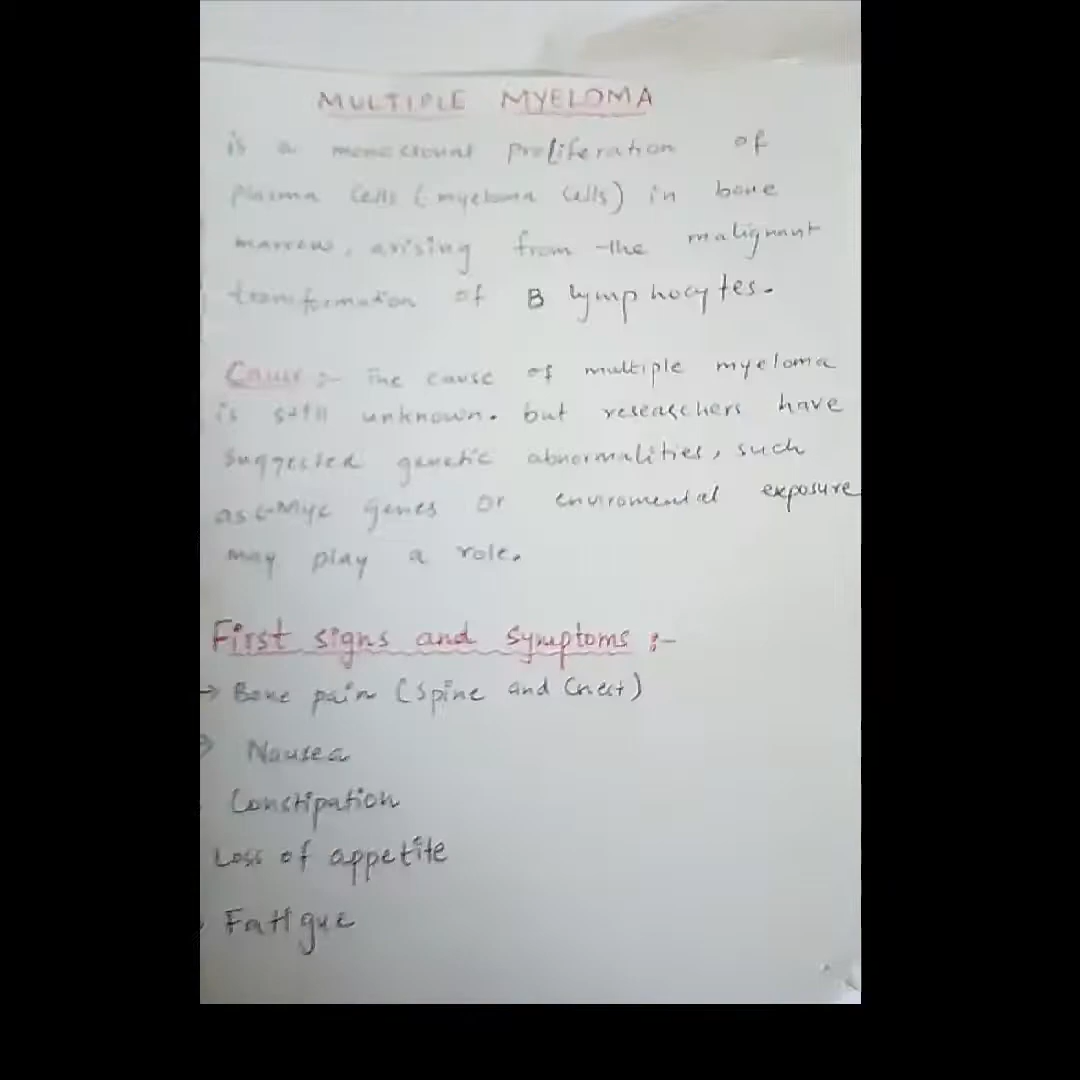 MULTIPLE MYELOMA
is a monoclonal proliferation of
plasma cells (myeloma cells) in bone
marrow, arising from the malignant
transformation of B lymphocytes.
Cause :- The cause of multiple myeloma
is still unknown. but researchers have
suggested genetic abnormalities, such
as c-Myc genes or enviromental exposure
may play a role.
First signs and symptoms :-
→ Bone pain (Spine and Chest)
→ Nausea
Constipation
Loss of appetite
Fatigue